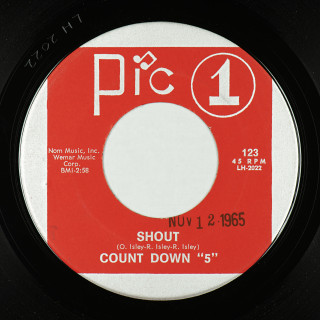 LH 2022
Pic 1
Nom Music, Inc.
Wemar Music
Corp.
BMI-2:58
123
45 RPM
LH-2022
NOV 12 1965
SHOUT
(O. Isley-R. Isley-R. Isley)
COUNT DOWN "5"